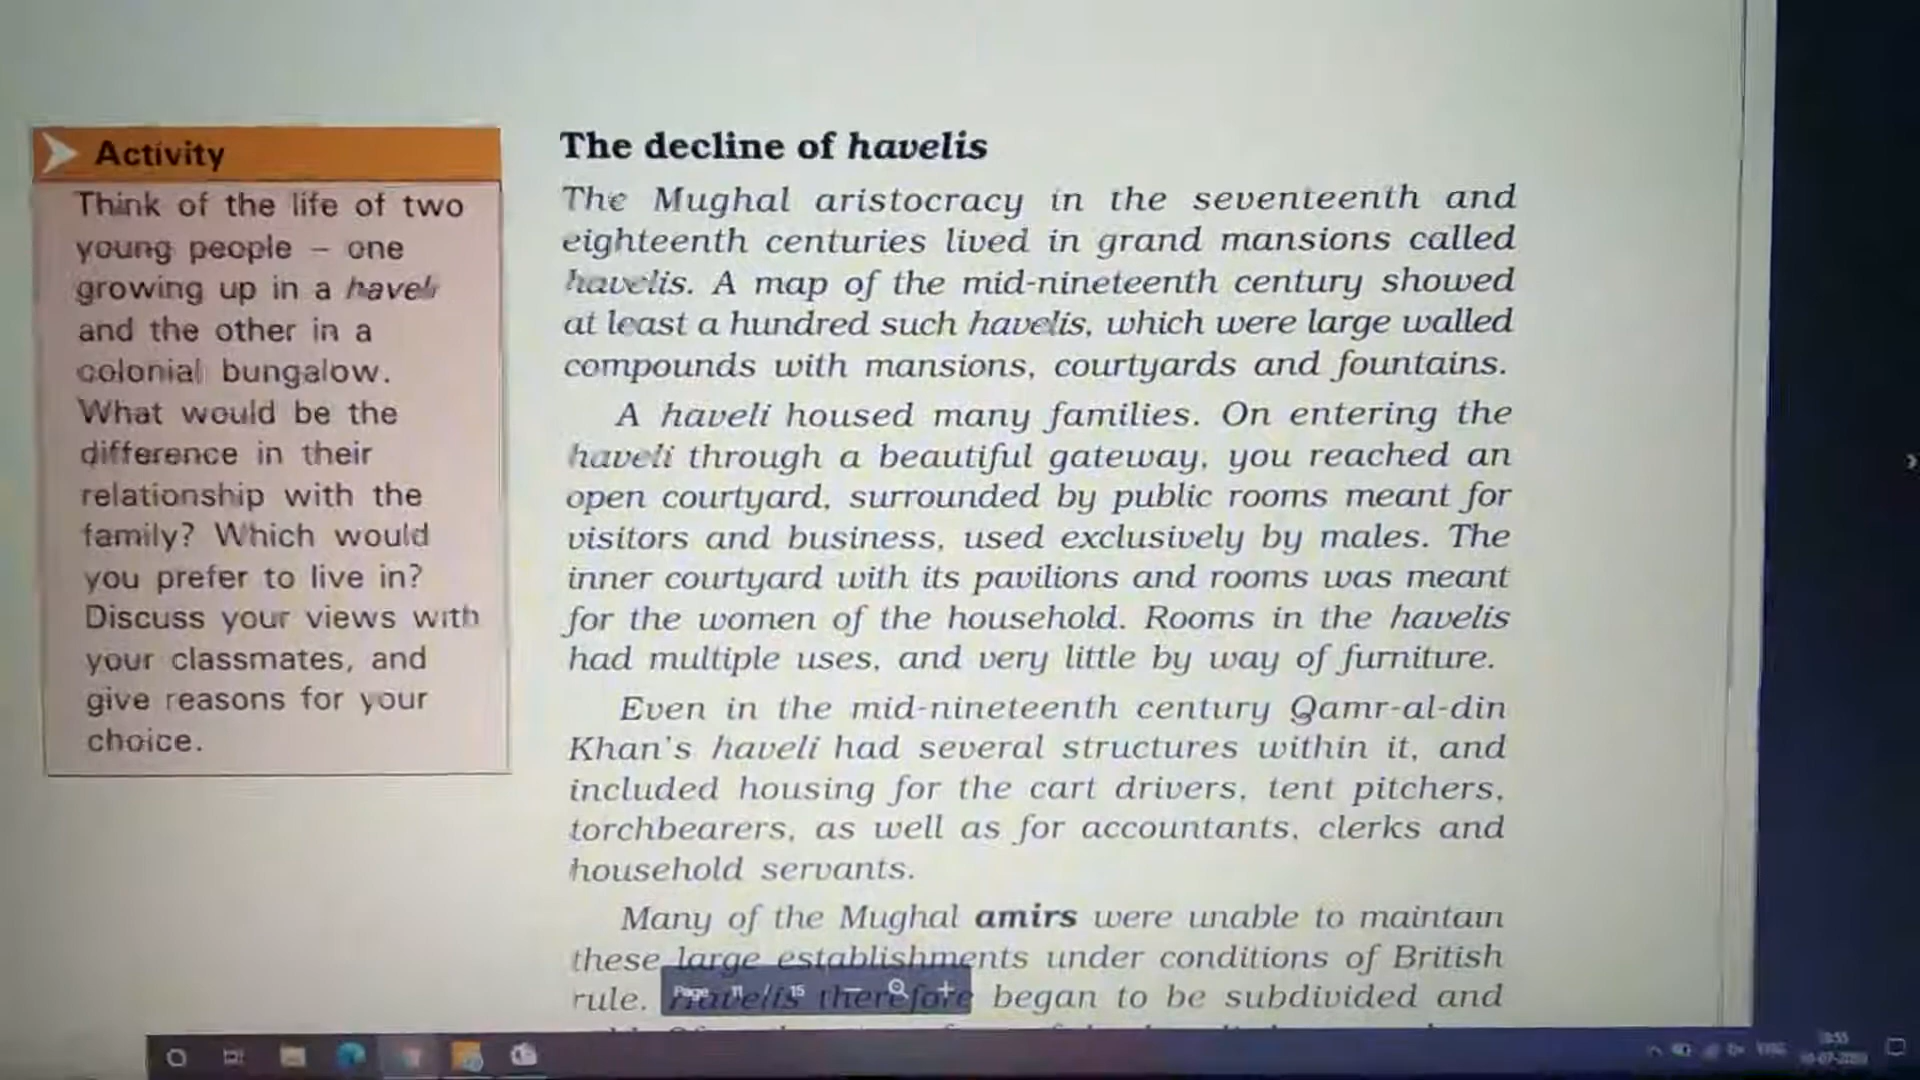 Activity
Think of the life of two
young people – one
growing up in a haveli
and the other in a
colonial bungalow.
What would be the
difference in their
relationship with the
family? Which would
you prefer to live in?
Discuss your views with
your classmates, and
give reasons for your
choice.
The decline of havelis
The Mughal aristocracy in the seventeenth and
eighteenth centuries lived in grand mansions called
havelis. A map of the mid-nineteenth century showed
at least a hundred such havelis, which were large walled
compounds with mansions, courtyards and fountains.
A haveli housed many families. On entering the
haveli through a beautiful gateway, you reached an
open courtyard, surrounded by public rooms meant for
visitors and business, used exclusively by males. The
inner courtyard with its pavilions and rooms was meant
for the women of the household. Rooms in the havelis
had multiple uses, and very little by way of furniture.
Even in the mid-nineteenth century Qamr-al-din
Khan's haveli had several structures within it, and
included housing for the cart drivers, tent pitchers,
torchbearers, as well as for accountants, clerks and
household servants.
Many of the Mughal amirs were unable to maintain
these large establishments under conditions of British
rule. Havelis therefore began to be subdivided and
Page 11 / 15